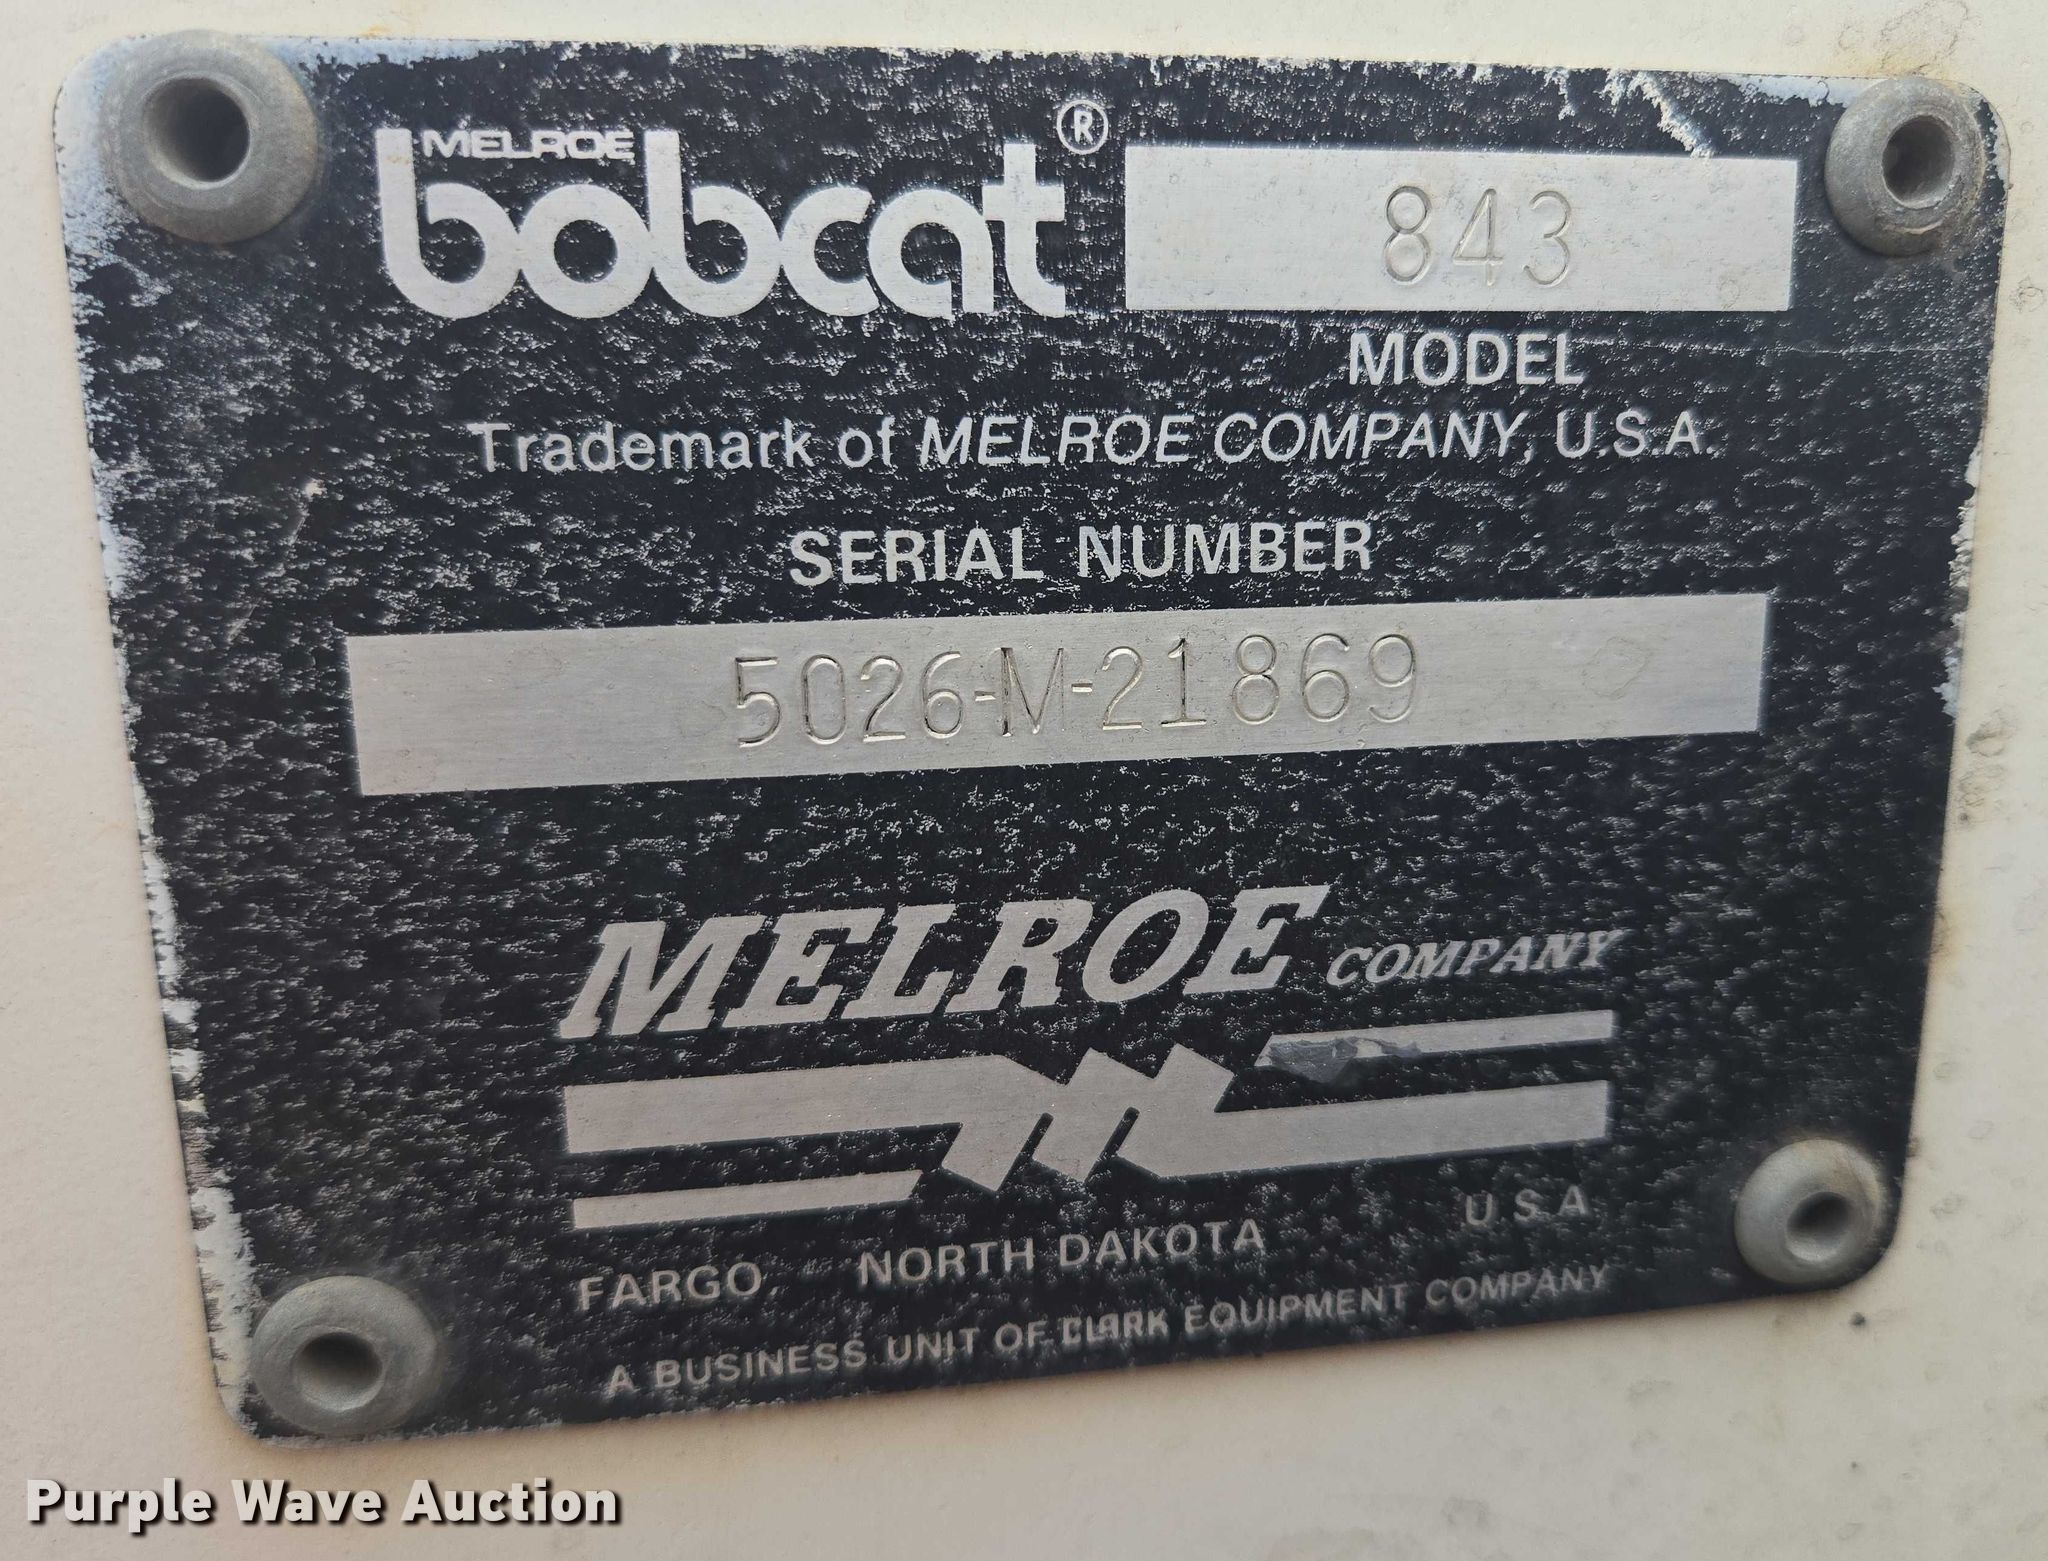 MELROE
bobcat® 843
MODEL
Trademark of MELROE COMPANY, U.S.A.
SERIAL NUMBER
5026-M-21869
MELROE COMPANY
FARGO, NORTH DAKOTA U S A
A BUSINESS UNIT OF CLARK EQUIPMENT COMPANY
Purple Wave Auction